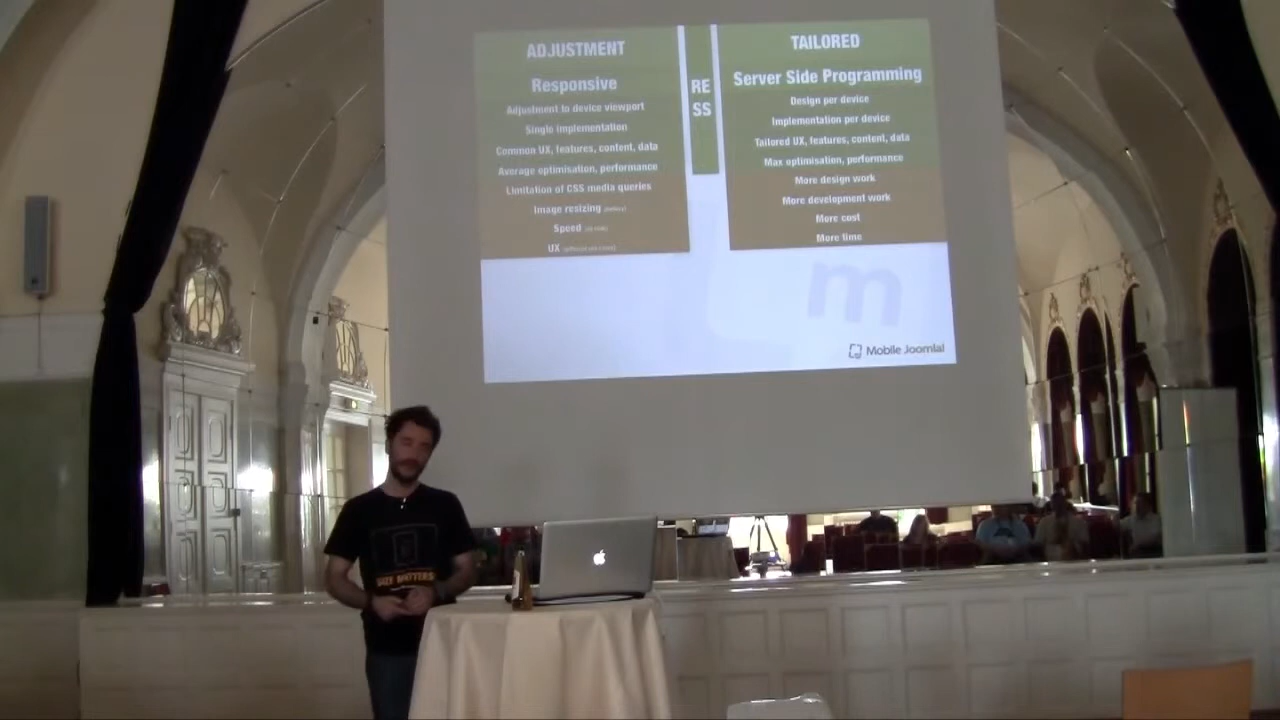 ADJUSTMENT
Responsive
Adjustment to device viewport
Single implementation
Common UX, features, content, data
Average optimisation, performance
Limitation of CSS media queries
Image resizing
Speed
UX
RE
SS
TAILORED
Server Side Programming
Design per device
Implementation per device
Tailored UX, features, content, data
Max optimisation, performance
More design work
More development work
More cost
More time
m
Mobile Joomla!
SIZE MATTERS